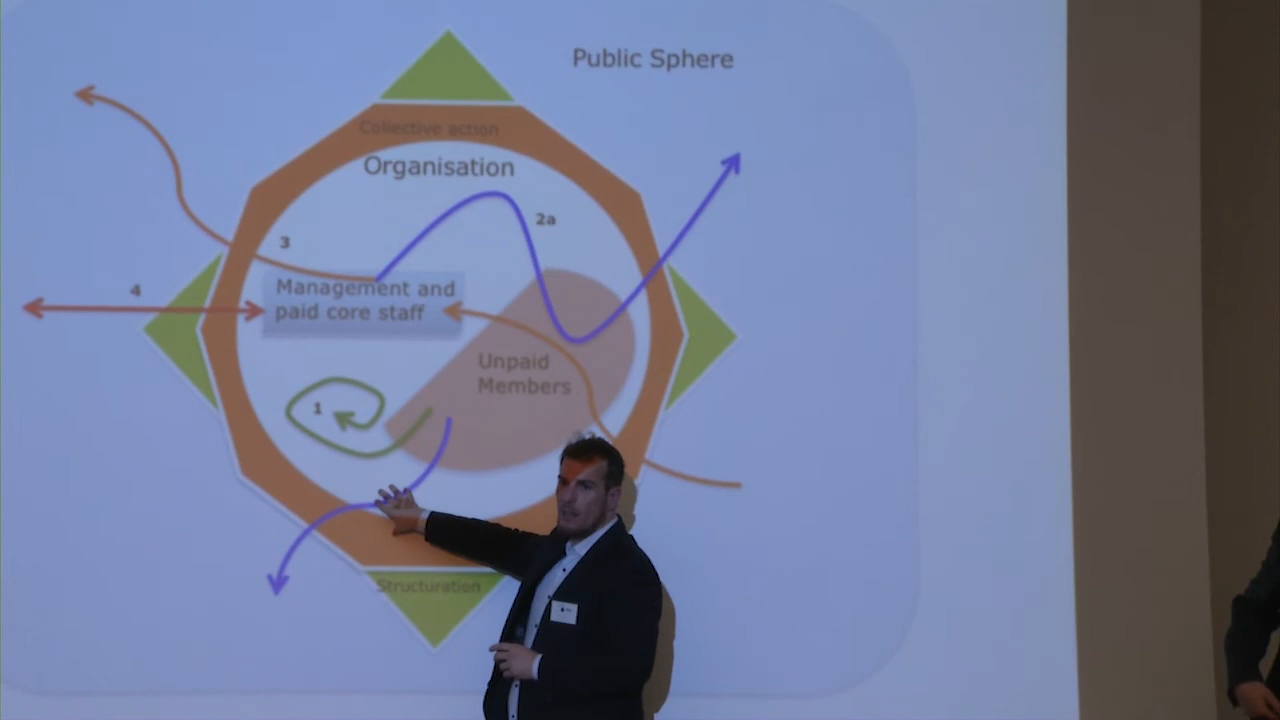 Public Sphere
Collective action
Organisation
2a
3
4
Management and
paid core staff
Unpaid
Members
1
Structuration